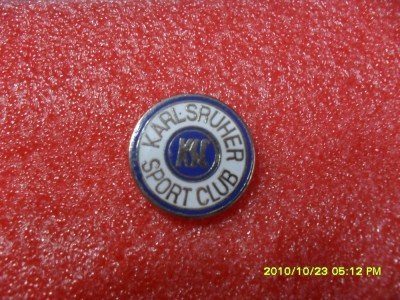 KARLSRUHER
KSC
SPORT CLUB
2010/10/23 05:12 PM